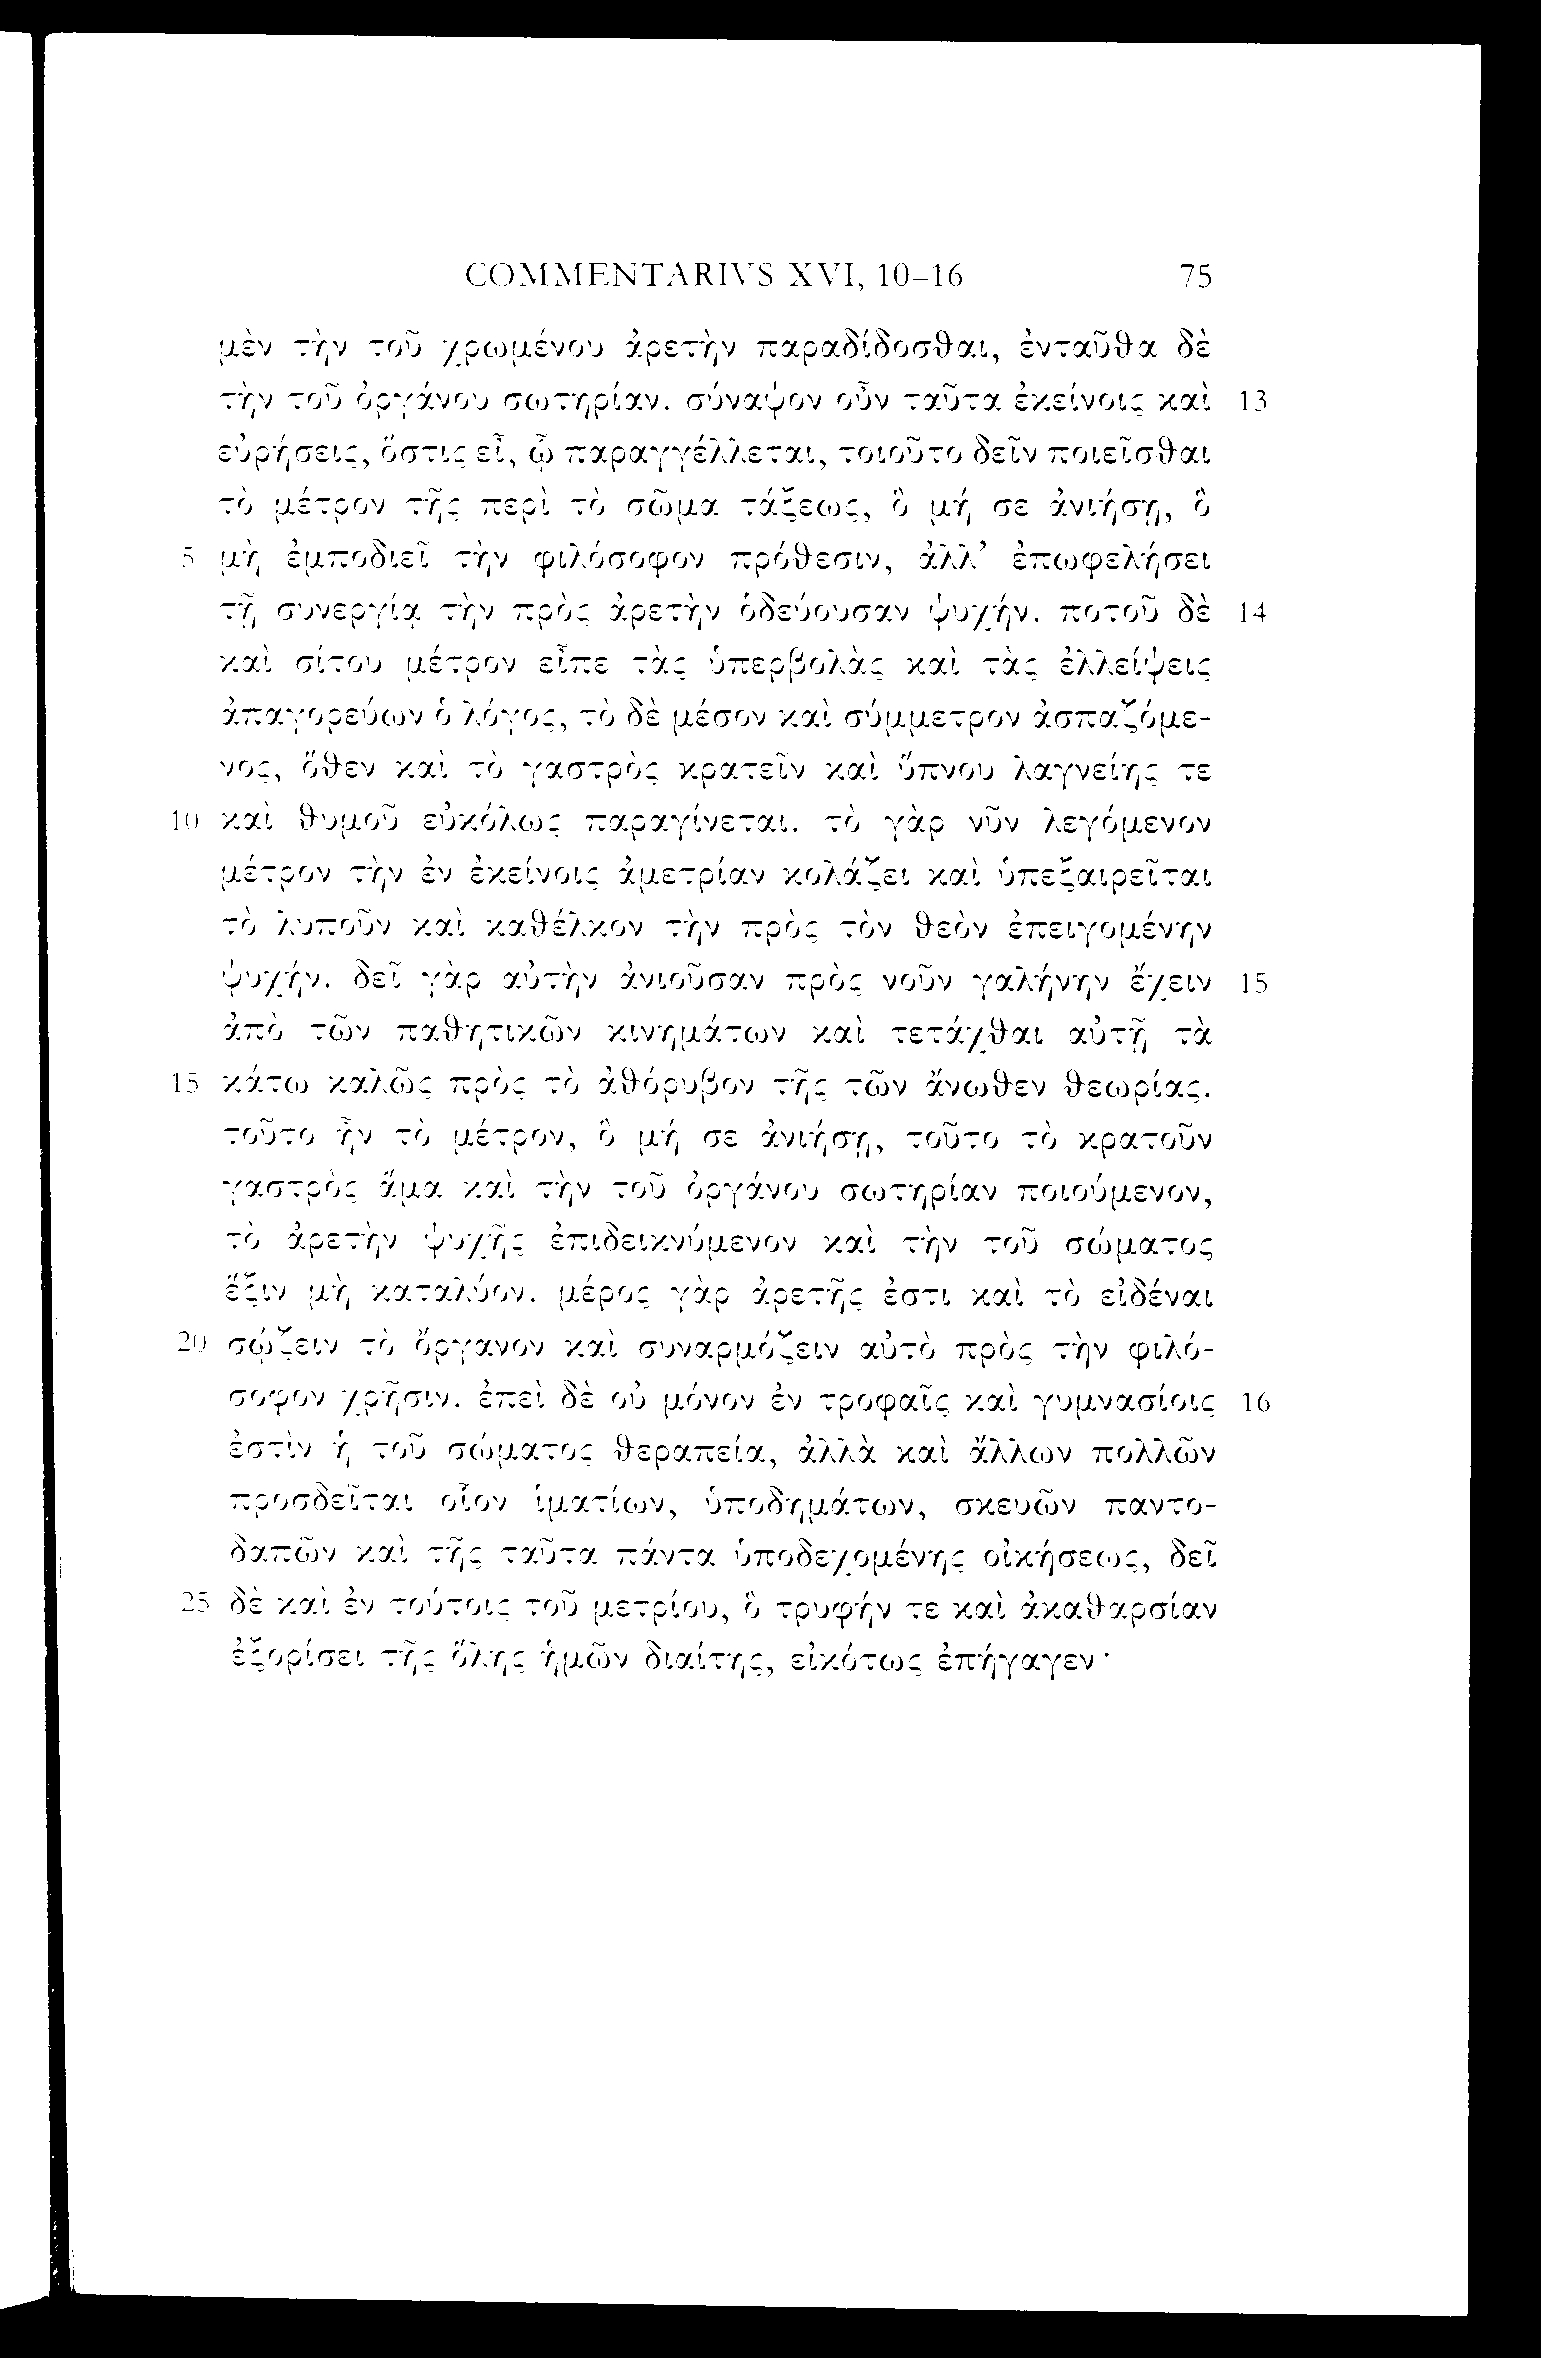 COMMENTARIVS XVI, 10–16 75
μὲν τὴν τοῦ χρωμένου ἀρετὴν παραδίδοσθαι, ἐνταῦθα δὲ
τὴν τοῦ ὀργάνου σωτηρίαν. σύναψον οὖν ταῦτα ἐκείνοις καὶ 13
εὑρήσεις, ὅστις εἶ, ᾧ παραγγέλλεται, τοιοῦτο δεῖν ποιεῖσθαι
τὸ μέτρον τῆς περὶ τὸ σῶμα τάξεως, ὃ μή σε ἀνιήσῃ, ὃ
5 μὴ ἐμποδιεῖ τὴν φιλόσοφον πρόθεσιν, ἀλλ’ ἐπωφελήσει
τῇ συνεργίᾳ τὴν πρὸς ἀρετὴν ὁδεύουσαν ψυχήν. ποτοῦ δὲ 14
καὶ σίτου μέτρον εἶπε τὰς ὑπερβολὰς καὶ τὰς ἐλλείψεις
ἀπαγορεύων ὁ λόγος, τὸ δὲ μέσον καὶ σύμμετρον ἀσπαζόμε-
νος, ὅθεν καὶ τὸ γαστρὸς κρατεῖν καὶ ὕπνου λαγνείης τε
10 καὶ θυμοῦ εὐκόλως παραγίνεται. τὸ γὰρ νῦν λεγόμενον
μέτρον τὴν ἐν ἐκείνοις ἀμετρίαν κολάζει καὶ ὑπεξαιρεῖται
τὸ λυποῦν καὶ καθέλκον τὴν πρὸς τὸν θεὸν ἐπειγομένην
ψυχήν. δεῖ γὰρ αὐτὴν ἀνιοῦσαν πρὸς νοῦν γαλήνην ἔχειν 15
ἀπὸ τῶν παθητικῶν κινημάτων καὶ τετάχθαι αὐτῇ τὰ
15 κάτω καλῶς πρὸς τὸ ἀθόρυβον τῆς τῶν ἄνωθεν θεωρίας.
τοῦτο ἦν τὸ μέτρον, ὃ μή σε ἀνιήσῃ, τοῦτο τὸ κρατοῦν
γαστρὸς ἅμα καὶ τὴν τοῦ ὀργάνου σωτηρίαν ποιούμενον,
τὸ ἀρετὴν ψυχῆς ἐπιδεικνύμενον καὶ τὴν τοῦ σώματος
ἕξιν μὴ καταλύον. μέρος γὰρ ἀρετῆς ἐστι καὶ τὸ εἰδέναι
20 σῴζειν τὸ ὄργανον καὶ συναρμόζειν αὐτὸ πρὸς τὴν φιλό-
σοφον χρῆσιν. ἐπεὶ δὲ οὐ μόνον ἐν τροφαῖς καὶ γυμνασίοις 16
ἐστὶν ἡ τοῦ σώματος θεραπεία, ἀλλὰ καὶ ἄλλων πολλῶν
προσδεῖται οἷον ἱματίων, ὑποδημάτων, σκευῶν παντο-
δαπῶν καὶ τῆς ταῦτα πάντα ὑποδεχομένης οἰκήσεως, δεῖ
25 δὲ καὶ ἐν τούτοις τοῦ μετρίου, ὃ τρυφήν τε καὶ ἀκαθαρσίαν
ἐξορίσει τῆς ὅλης ἡμῶν διαίτης, εἰκότως ἐπήγαγεν·